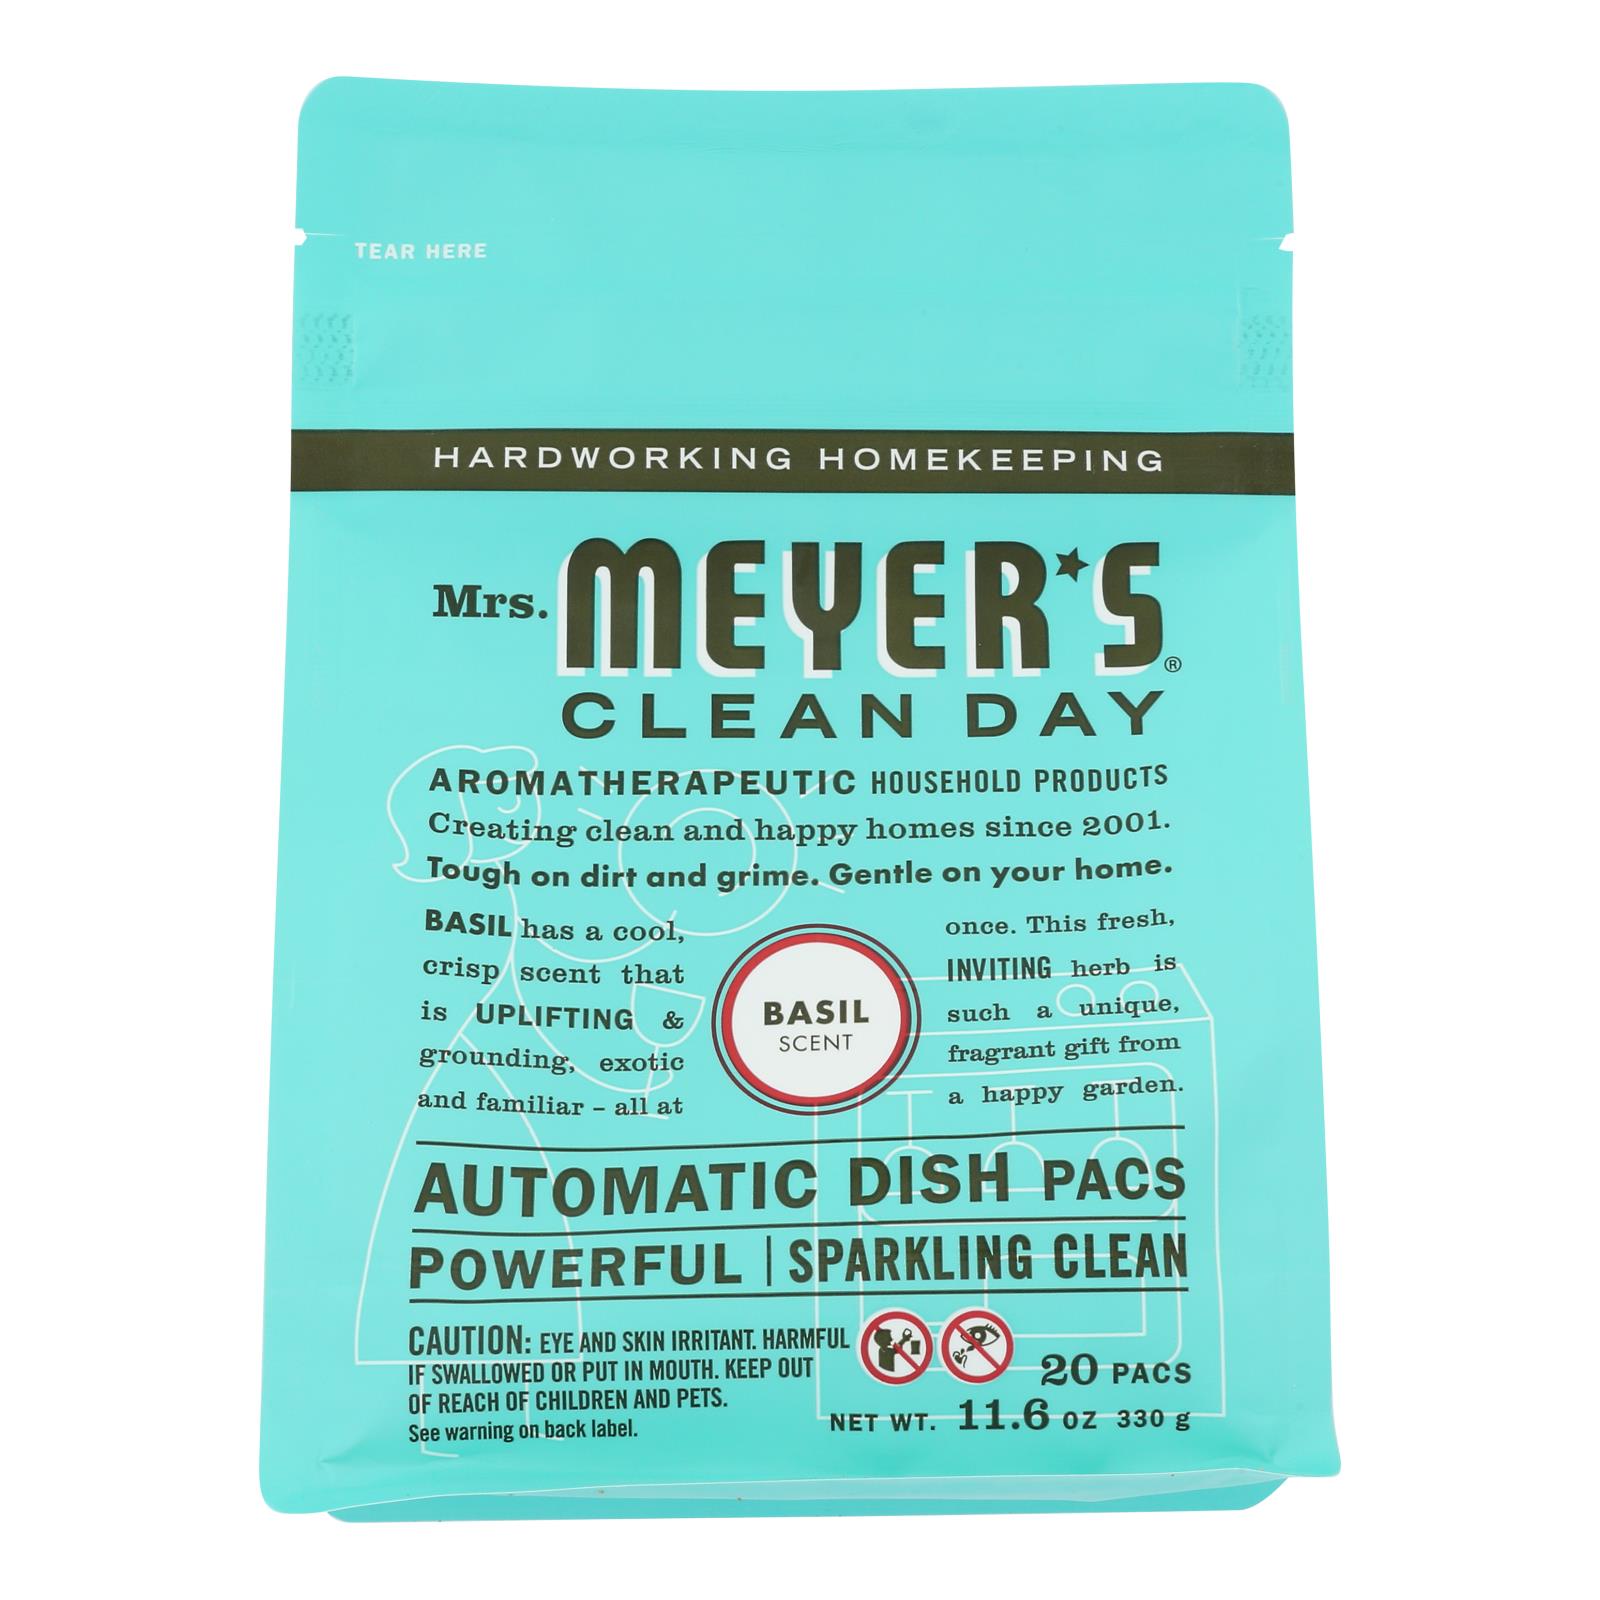 TEAR HERE
HARDWORKING HOMEKEEPING
Mrs. MEYER'S®
CLEAN DAY
AROMATHERAPEUTIC HOUSEHOLD PRODUCTS
Creating clean and happy homes since 2001.
Tough on dirt and grime. Gentle on your home.
BASIL has a cool,
crisp scent that
is UPLIFTING &
grounding, exotic
and familiar – all at
BASIL
SCENT
once. This fresh,
INVITING herb is
such a unique,
fragrant gift from
a happy garden.
AUTOMATIC DISH PACS
POWERFUL | SPARKLING CLEAN
CAUTION: EYE AND SKIN IRRITANT. HARMFUL
IF SWALLOWED OR PUT IN MOUTH. KEEP OUT
OF REACH OF CHILDREN AND PETS.
See warning on back label.
20 PACS
NET WT. 11.6 OZ 330 g